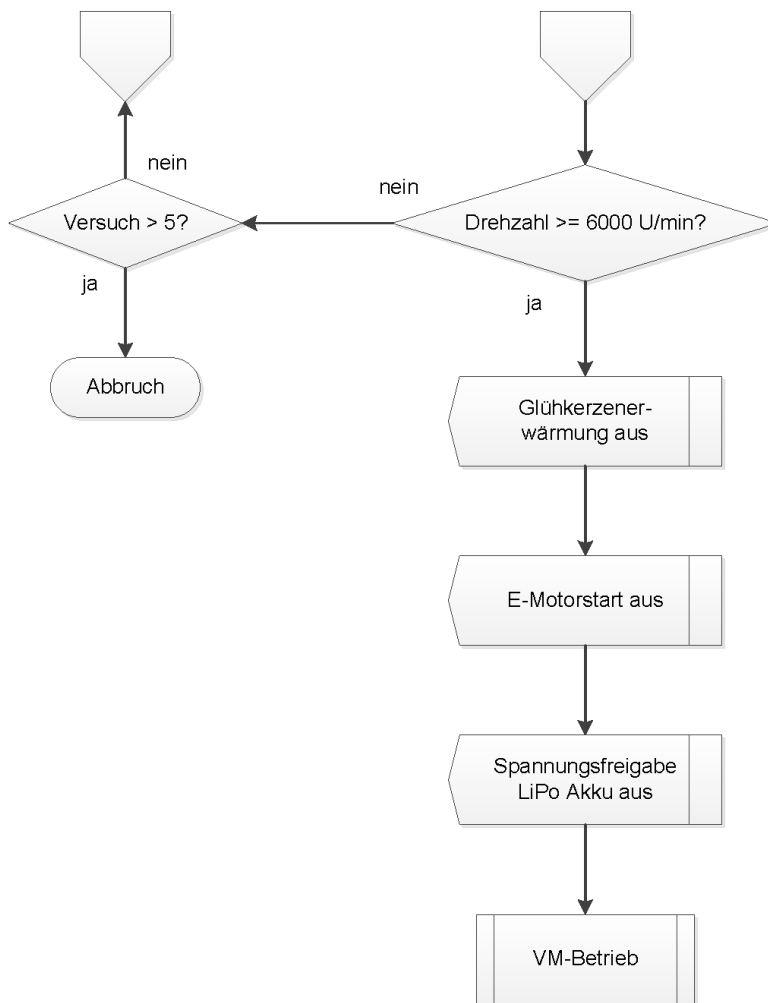 nein
nein
Versuch > 5?
Drehzahl >= 6000 U/min?
ja
ja
Abbruch
Glühkerzener-
wärmung aus
E-Motorstart aus
Spannungsfreigabe
LiPo Akku aus
VM-Betrieb